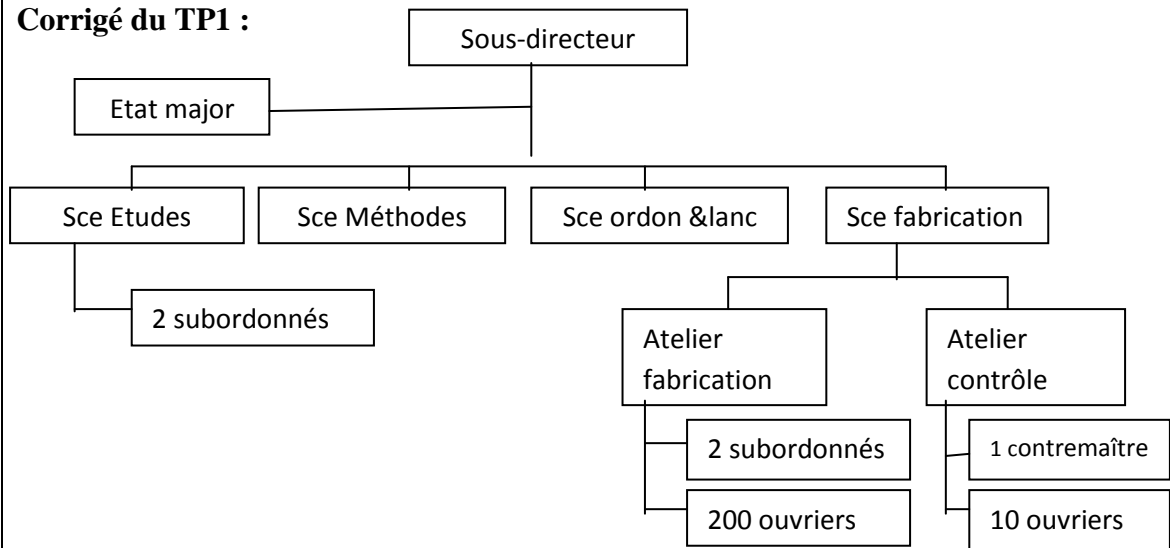 Corrigé du TP1 :
Sous-directeur
Etat major
Sce Etudes
Sce Méthodes
Sce ordon &lanc
Sce fabrication
2 subordonnés
Atelier
fabrication
Atelier
contrôle
2 subordonnés
1 contremaître
200 ouvriers
10 ouvriers